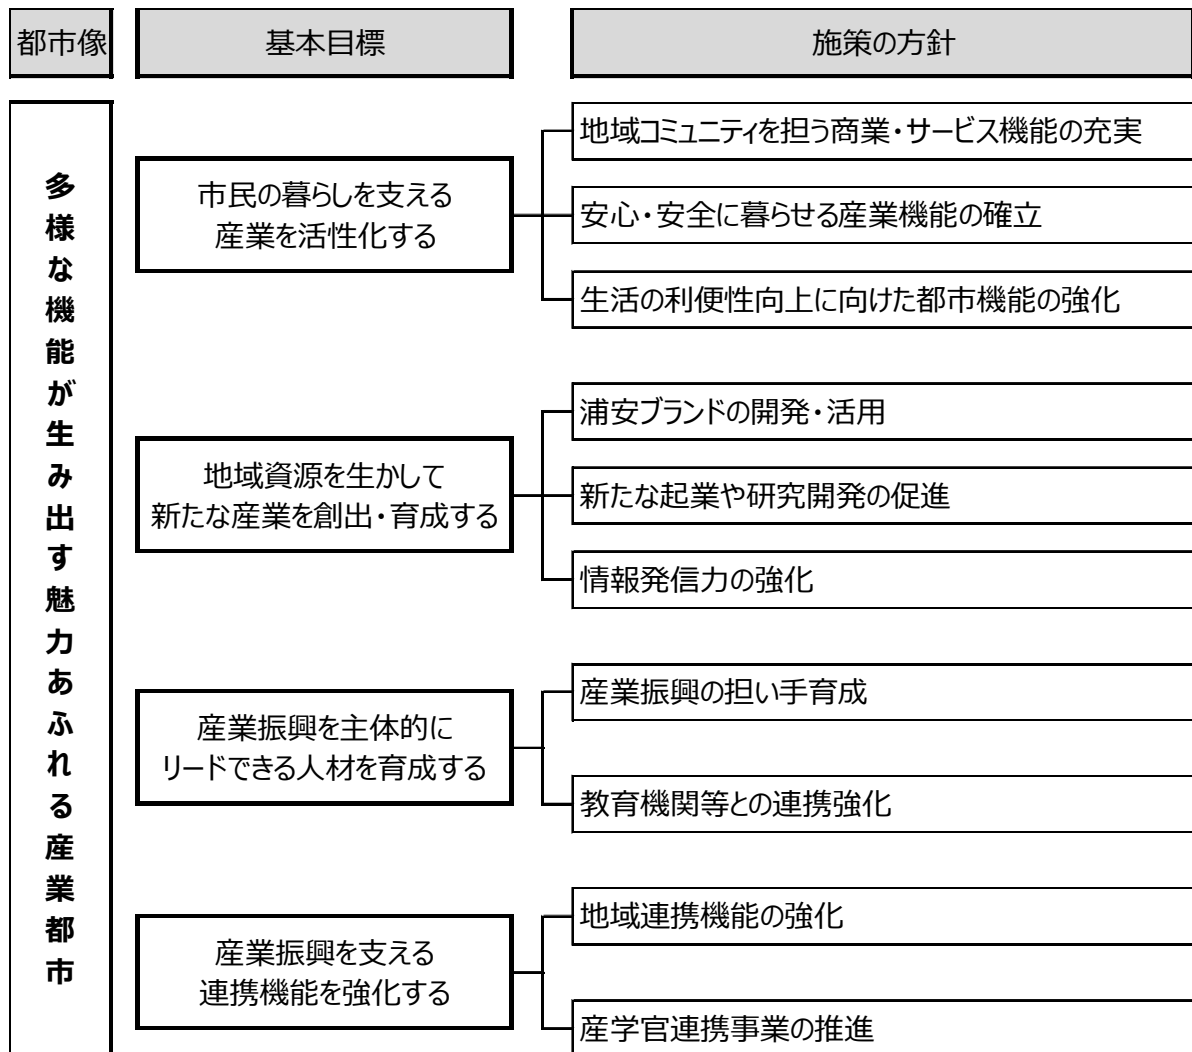 都市像
基本目標
施策の方針
多様な機能が生み出す魅力あふれる産業都市
市民の暮らしを支える
産業を活性化する
地域コミュニティを担う商業・サービス機能の充実
安心・安全に暮らせる産業機能の確立
生活の利便性向上に向けた都市機能の強化
地域資源を生かして
新たな産業を創出・育成する
浦安ブランドの開発・活用
新たな起業や研究開発の促進
情報発信力の強化
産業振興を主体的に
リードできる人材を育成する
産業振興の担い手育成
教育機関等との連携強化
産業振興を支える
連携機能を強化する
地域連携機能の強化
産学官連携事業の推進